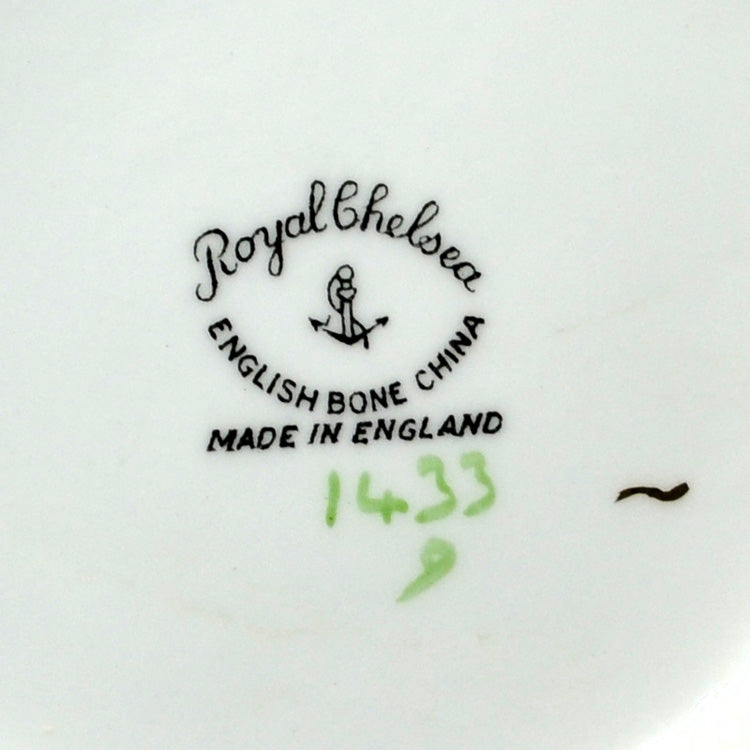 Royal Chelsea
ENGLISH BONE CHINA
MADE IN ENGLAND
1433
9
~